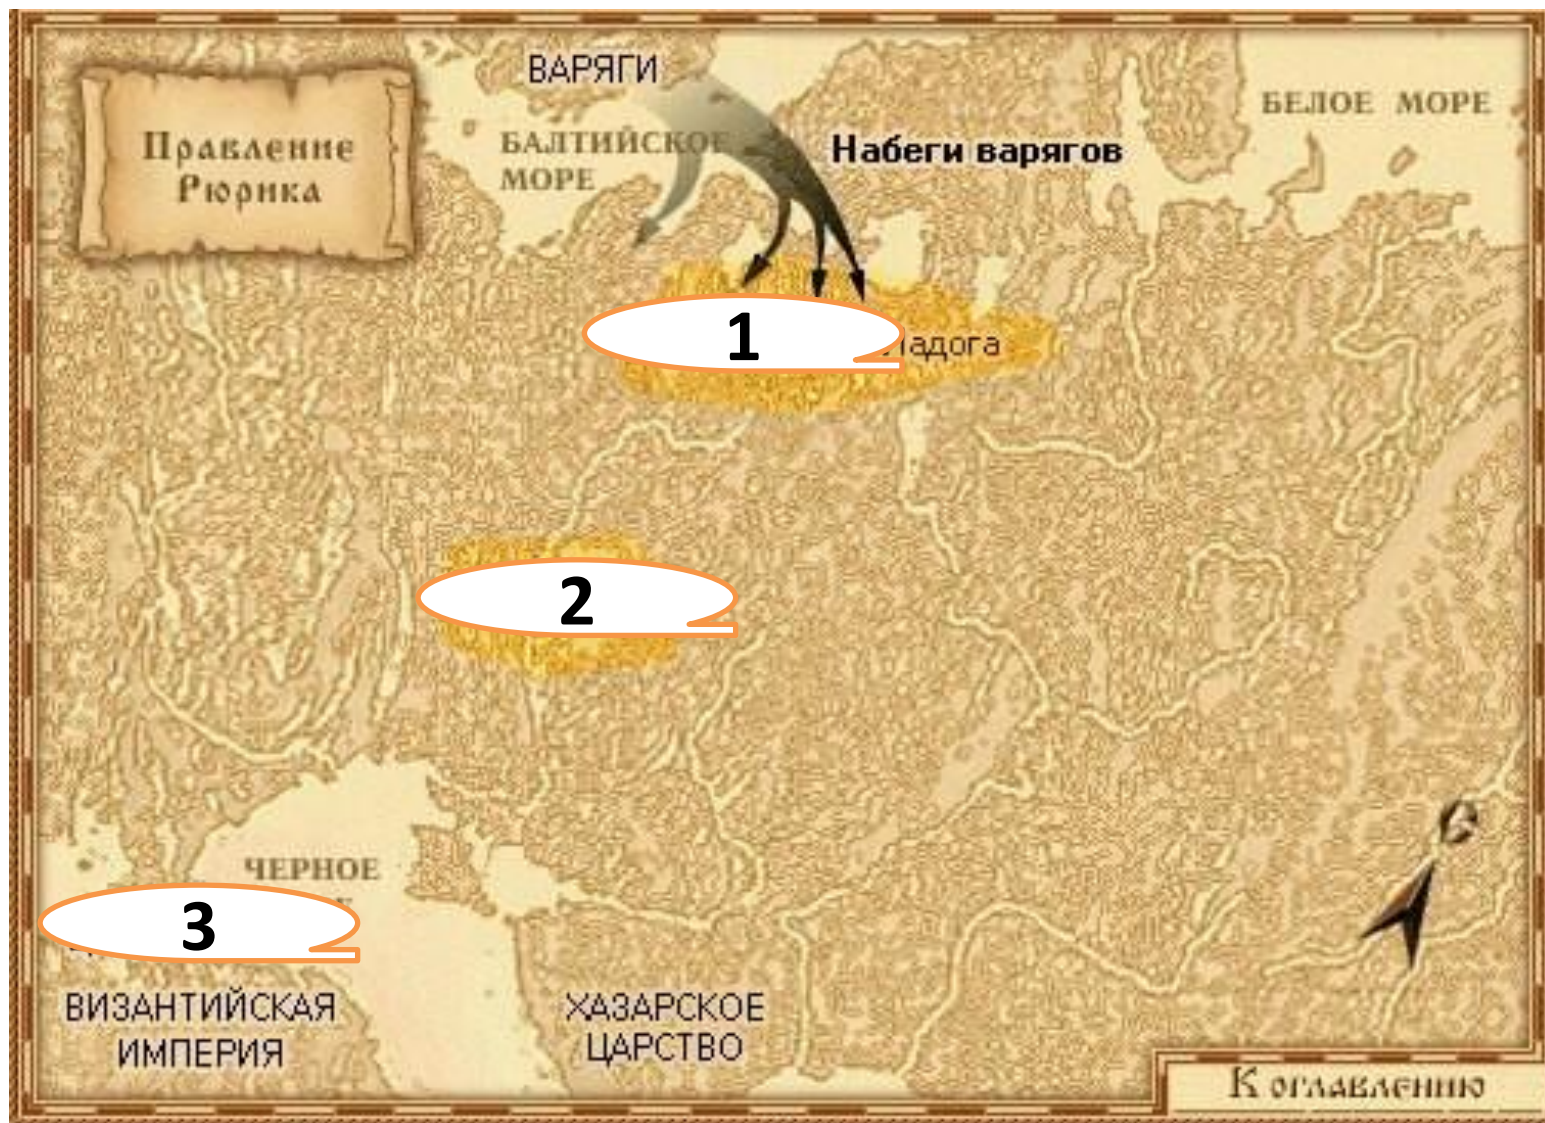 ВАРЯГИ
Правление
Рюрика
БАЛТИЙСКОЕ
МОРЕ
Набеги варягов
БЕЛОЕ МОРЕ
1
Ладога
2
ЧЕРНОЕ
3
ВИЗАНТИЙСКАЯ
ИМПЕРИЯ
ХАЗАРСКОЕ
ЦАРСТВО
С
К оглавлению